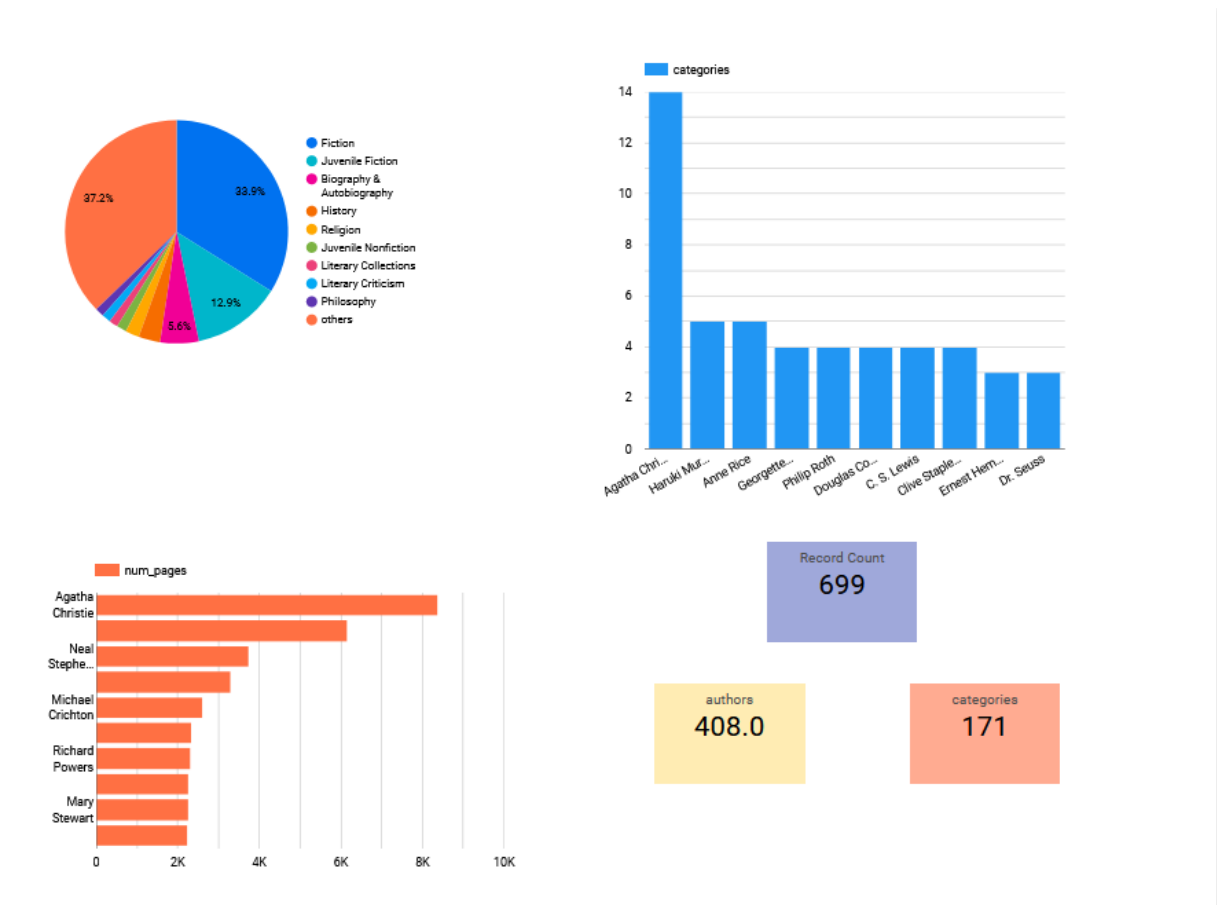 37.2%
33.9%
12.9%
5.6%
Fiction
Juvenile Fiction
Biography &
Autobiography
History
Religion
Juvenile Nonfiction
Literary Collections
Literary Criticism
Philosophy
others
categories
14
12
10
8
6
4
2
0
Agatha Chri...
Haruki Mur...
Anne Rice
Georgette...
Philip Roth
Douglas Co...
C. S. Lewis
Clive Staple...
Ernest Hem...
Dr. Seuss
num_pages
Agatha
Christie
Neal
Stephe...
Michael
Crichton
Richard
Powers
Mary
Stewart
0 2K 4K 6K 8K 10K
Record Count
699
authors
408.0
categories
171